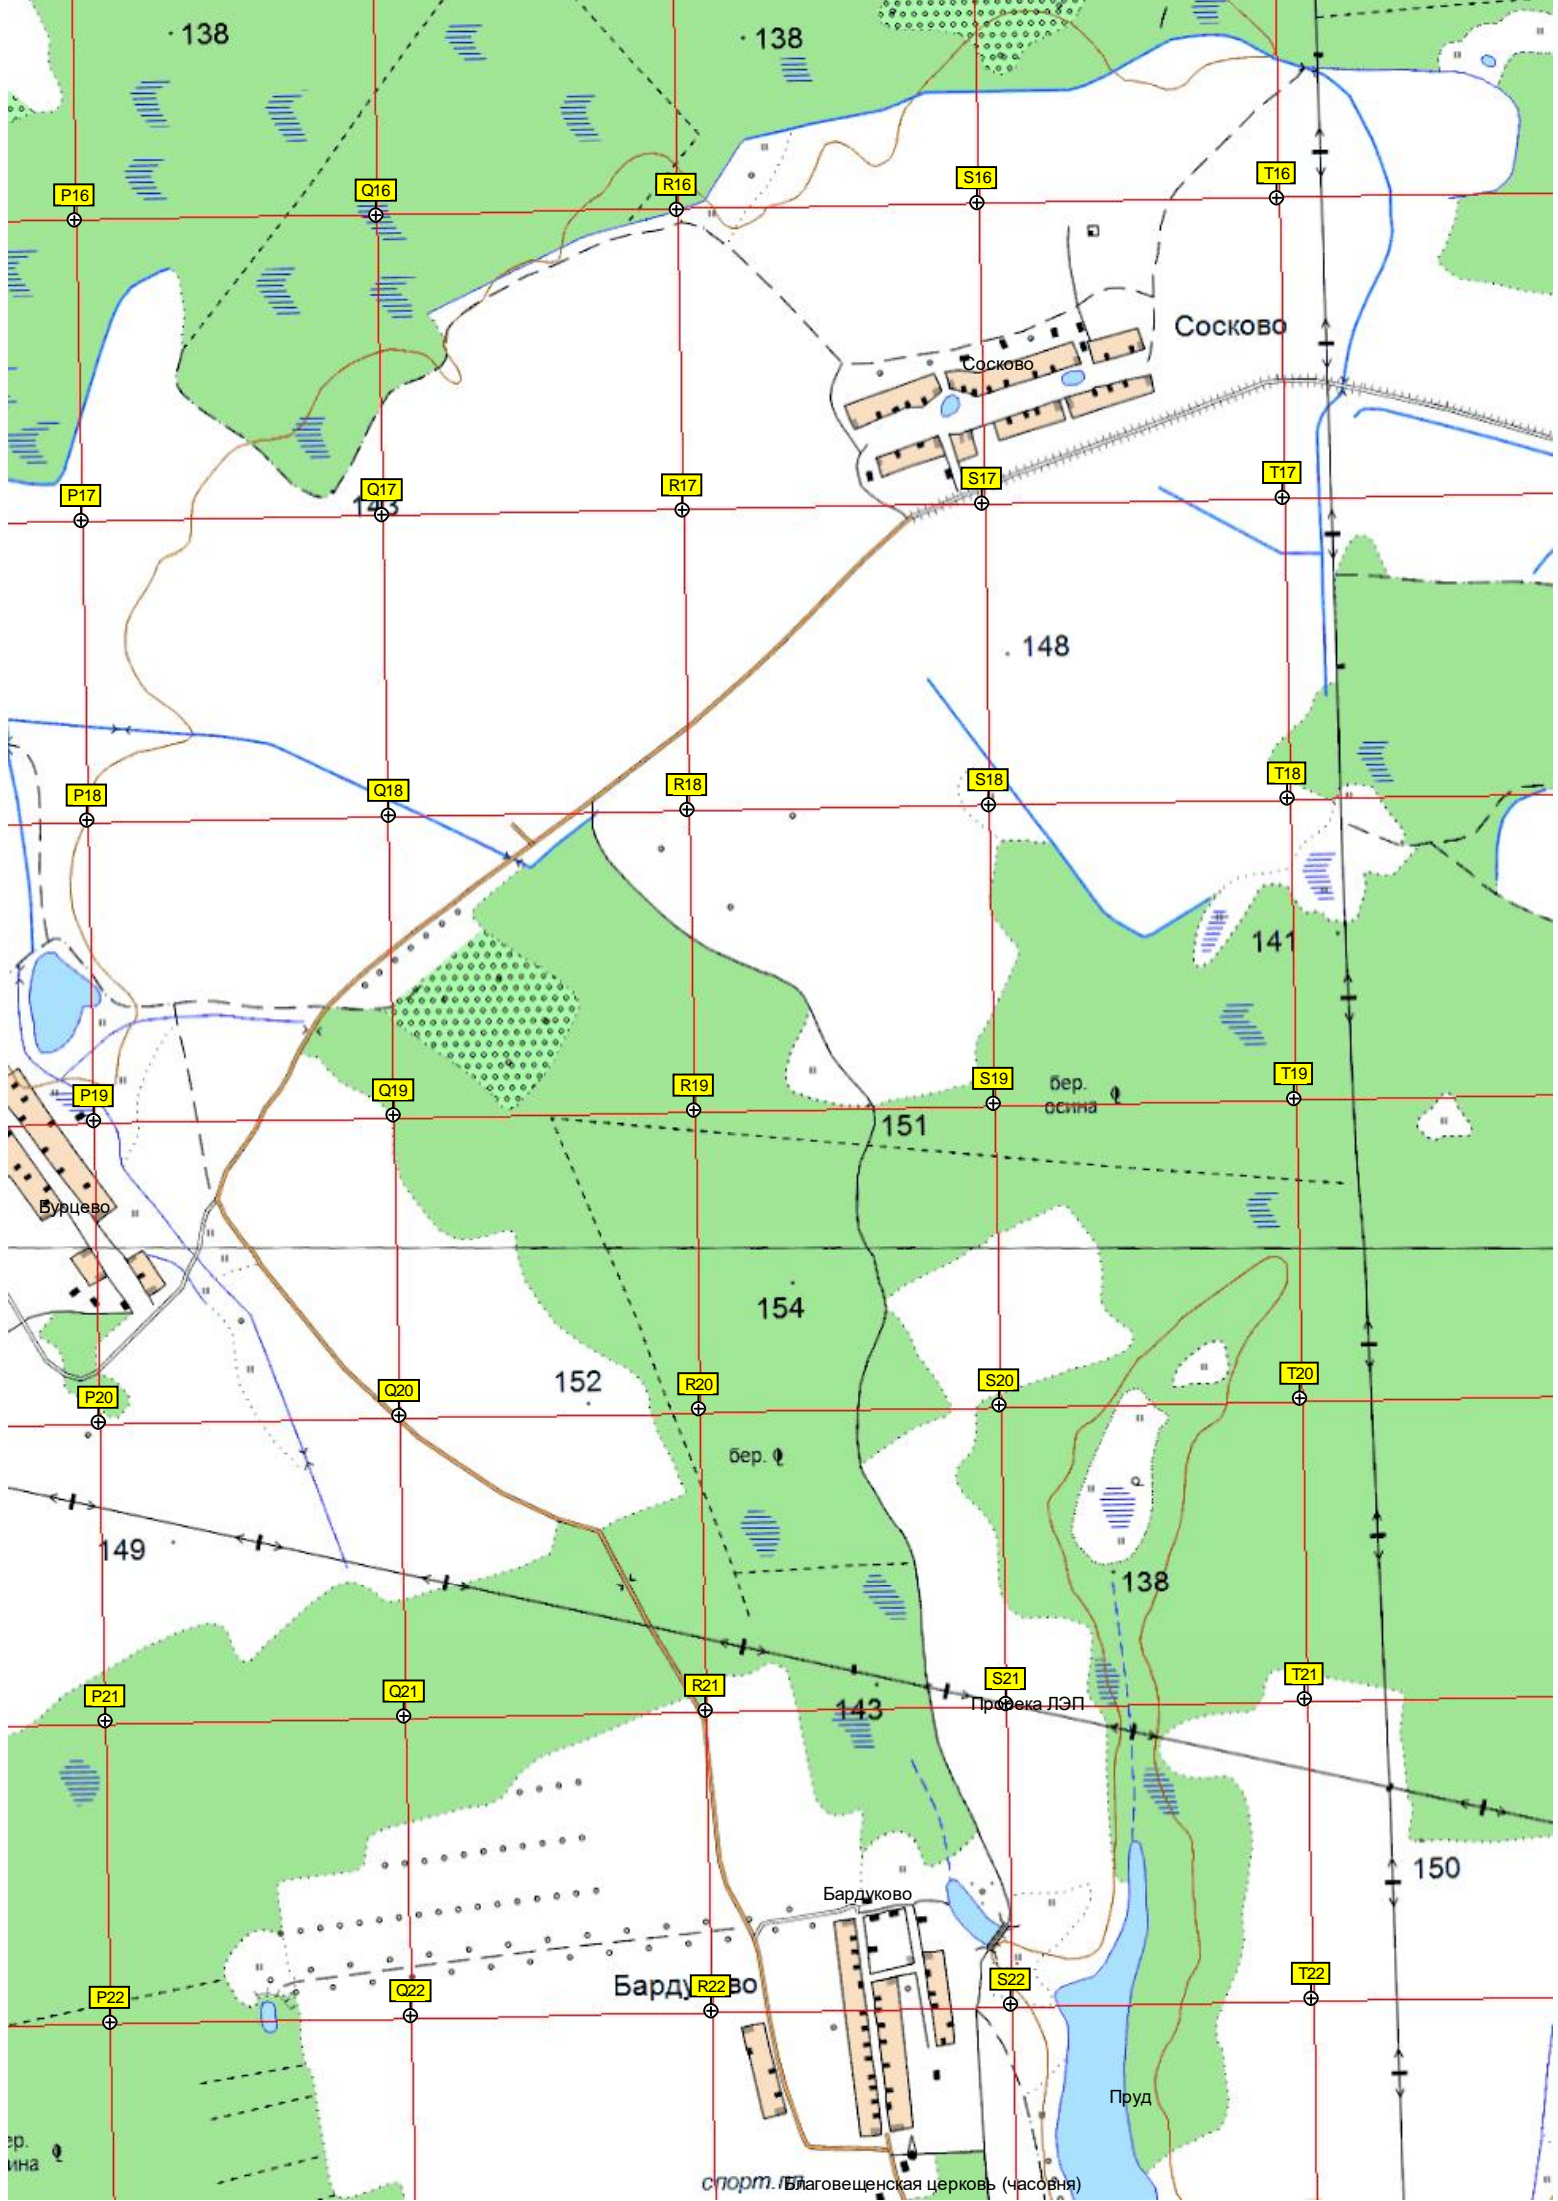 138
138
P16
Q16
R16
S16
T16
Сосково
Сосково
P17
Q17
R17
S17
T17
143
148
P18
Q18
R18
S18
T18
141
P19
Q19
R19
S19
T19
бер.
осина
151
Бурцево
154
152
P20
Q20
R20
S20
T20
бер.
149
138
P21
Q21
R21
S21
T21
143
Просека ЛЭП
150
Бардуково
P22
Q22
R22
S22
T22
Пруд
спорт.
Благовещенская церковь (часовня)